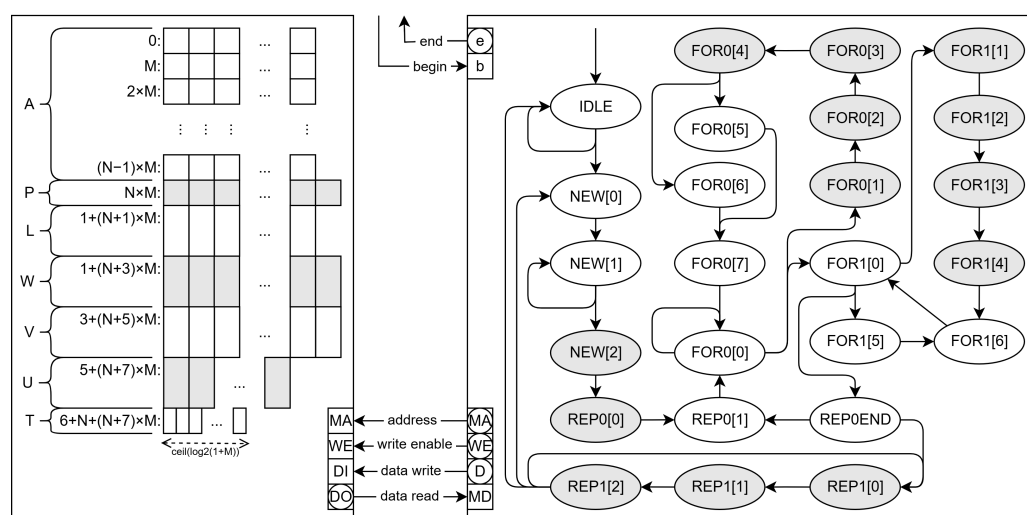 0:
M:
2×M:
A
(N−1)×M:
P
N×M:
L
1+(N+1)×M:
W
1+(N+3)×M:
V
3+(N+5)×M:
U
5+(N+7)×M:
T
6+N+(N+7)×M:
...
...
...
...
...
...
...
...
...
...
...
...
...
...
ceil(log2(1+M))
MA
WE
DI
DO
end
begin
address
write enable
data write
data read
e
b
MA
WE
D
MD
IDLE
NEW[0]
NEW[1]
NEW[2]
REP0[0]
FOR0[4]
FOR0[5]
FOR0[6]
FOR0[7]
FOR0[0]
REP0[1]
FOR0[3]
FOR0[2]
FOR0[1]
FOR1[0]
FOR1[5]
REP0END
FOR1[1]
FOR1[2]
FOR1[3]
FOR1[4]
FOR1[6]
REP1[2]
REP1[1]
REP1[0]